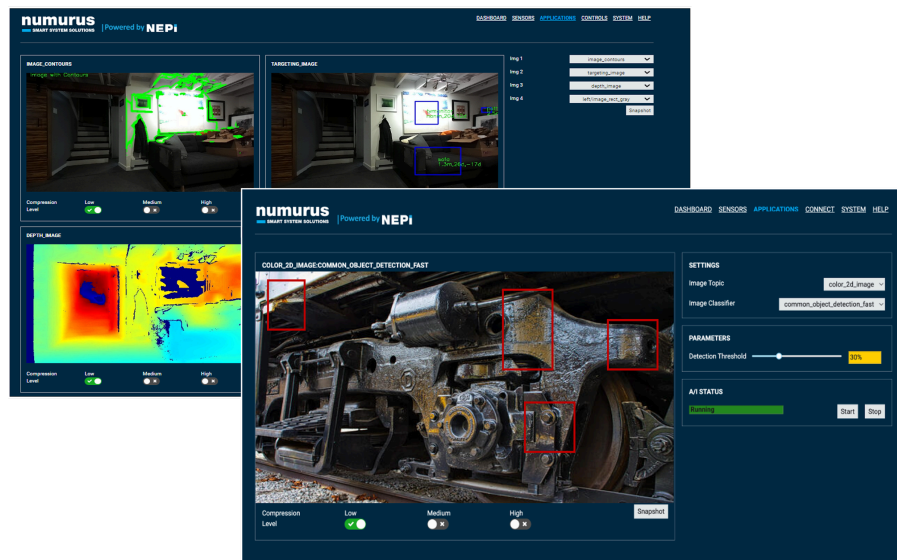 numurus
SMART SYSTEM SOLUTIONS
|Powered by NEPi
DASHBOARD SENSORS APPLICATIONS CONTROLS SYSTEM HELP
IMAGE_CONTOURS
image with Contours
TARGETING_IMAGE
sofa
Img 1 image_contours
Img 2 targeting_image
Img 3 depth_image
Img 4 left/image_rect_gray
Snapshot
Compression Level
Low
Medium
High
DEPTH_IMAGE
Compression Level
Low
Medium
High
numurus
SMART SYSTEM SOLUTIONS
|Powered by NEPi
DASHBOARD SENSORS APPLICATIONS CONNECT SYSTEM HELP
COLOR_2D_IMAGE:COMMON_OBJECT_DETECTION_FAST
Compression Level
Low
Medium
High
Snapshot
SETTINGS
Image Topic color_2d_image
Image Classifier common_object_detection_fast
PARAMETERS
Detection Threshold 30%
A/I STATUS
Running
Start Stop